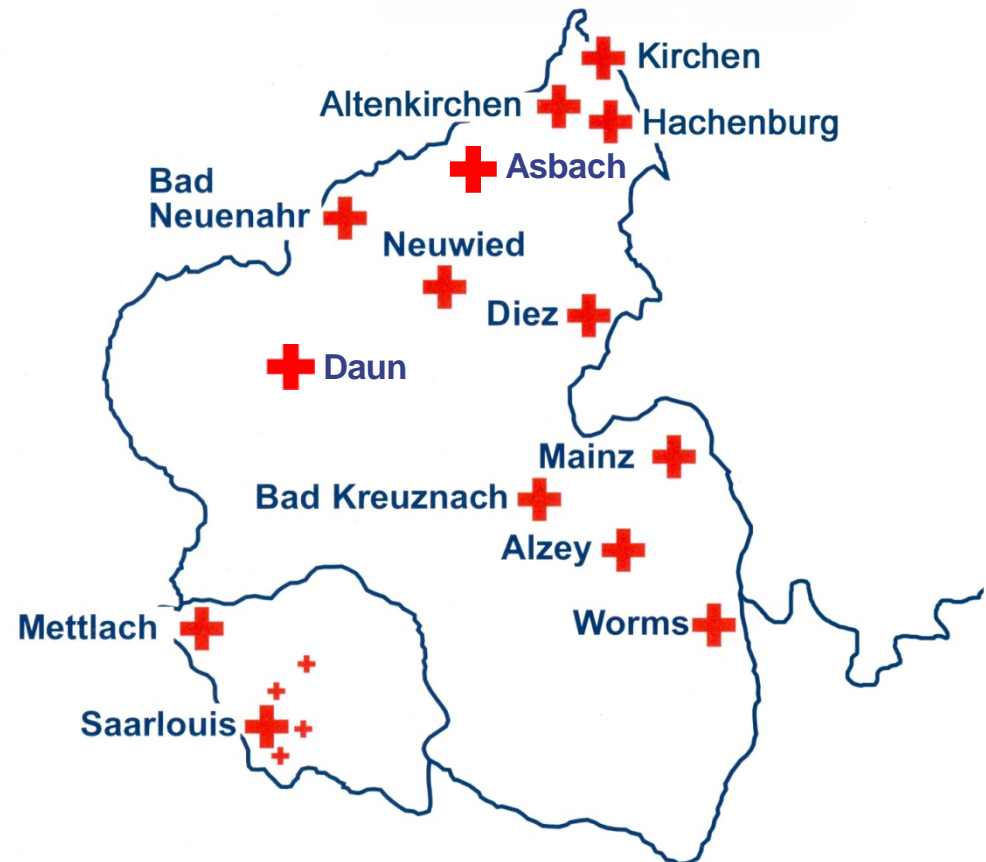 Kirchen
Altenkirchen
Hachenburg
Asbach
Bad
Neuenahr
Neuwied
Diez
Daun
Mainz
Bad Kreuznach
Alzey
Worms
Mettlach
Saarlouis